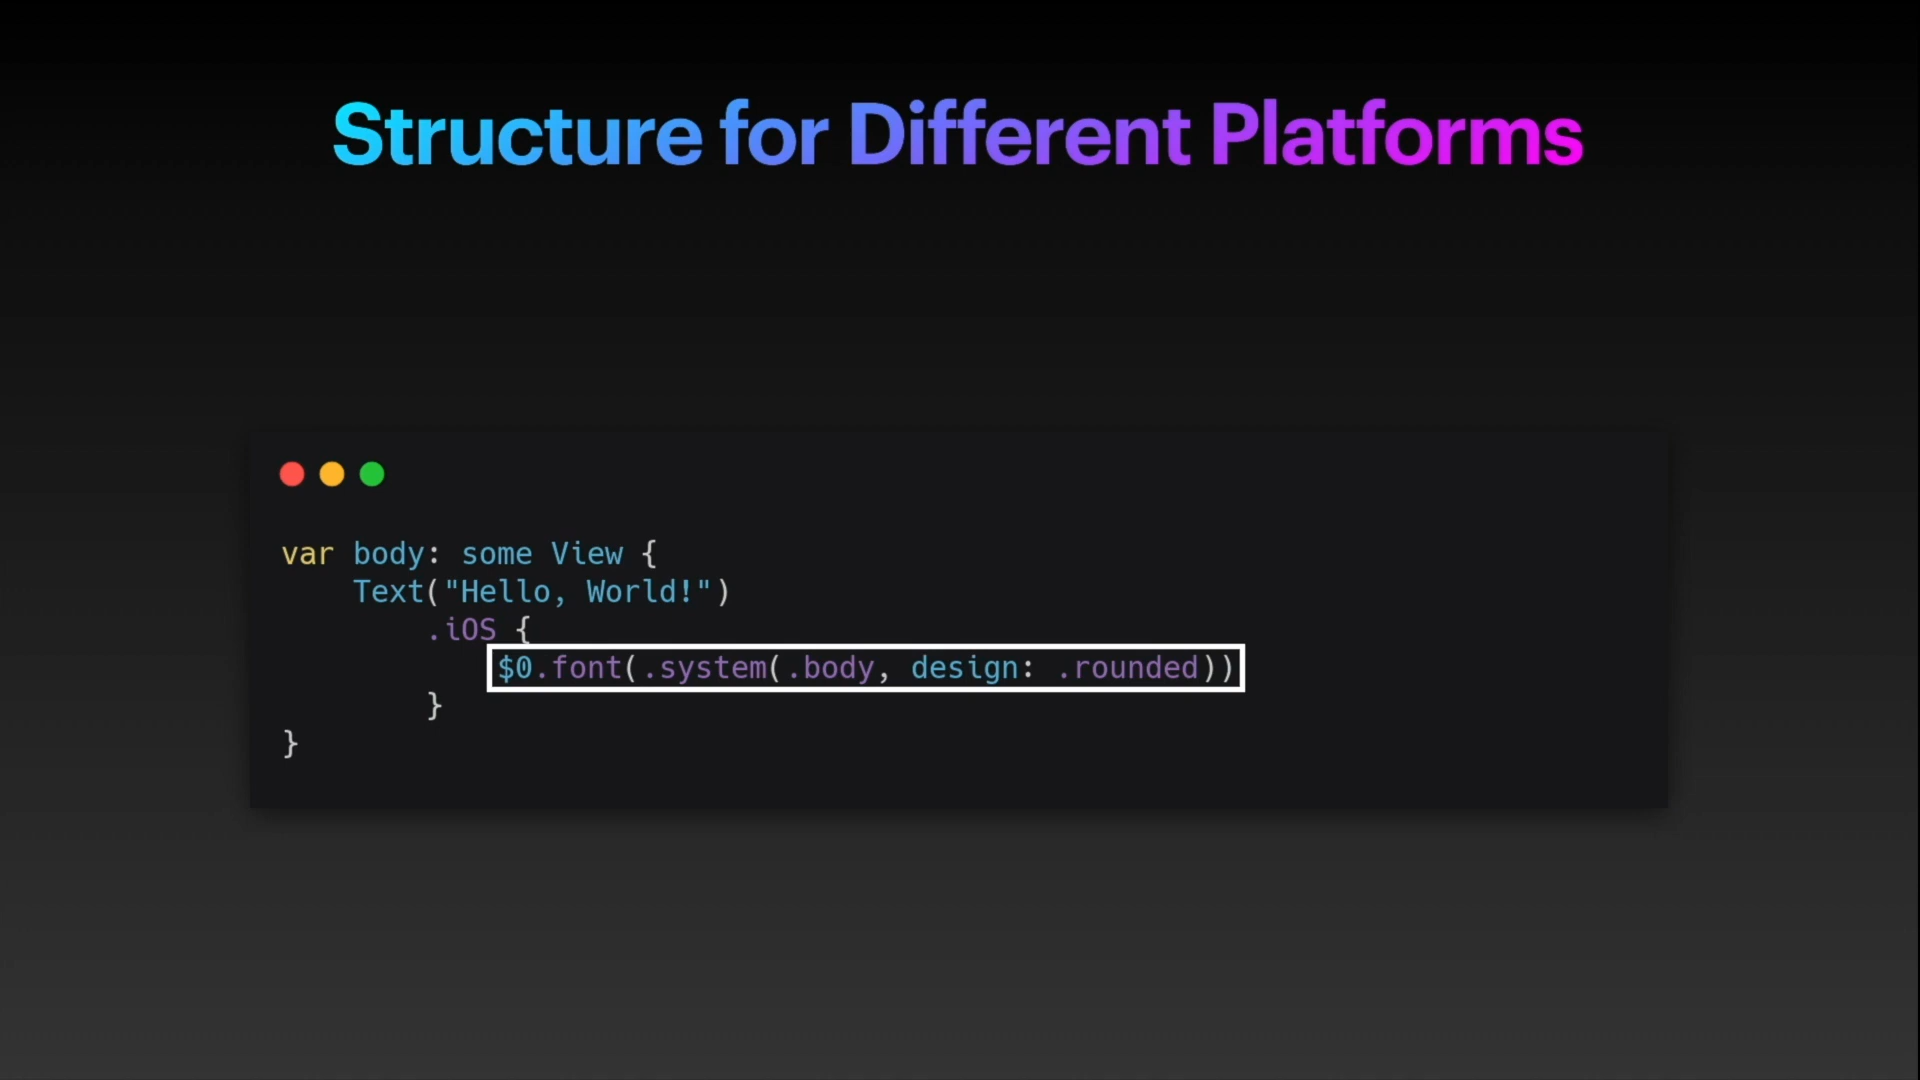 Structure for Different Platforms
var body: some View {
    Text("Hello, World!")
        .iOS {
            $0.font(.system(.body, design: .rounded))
        }
}